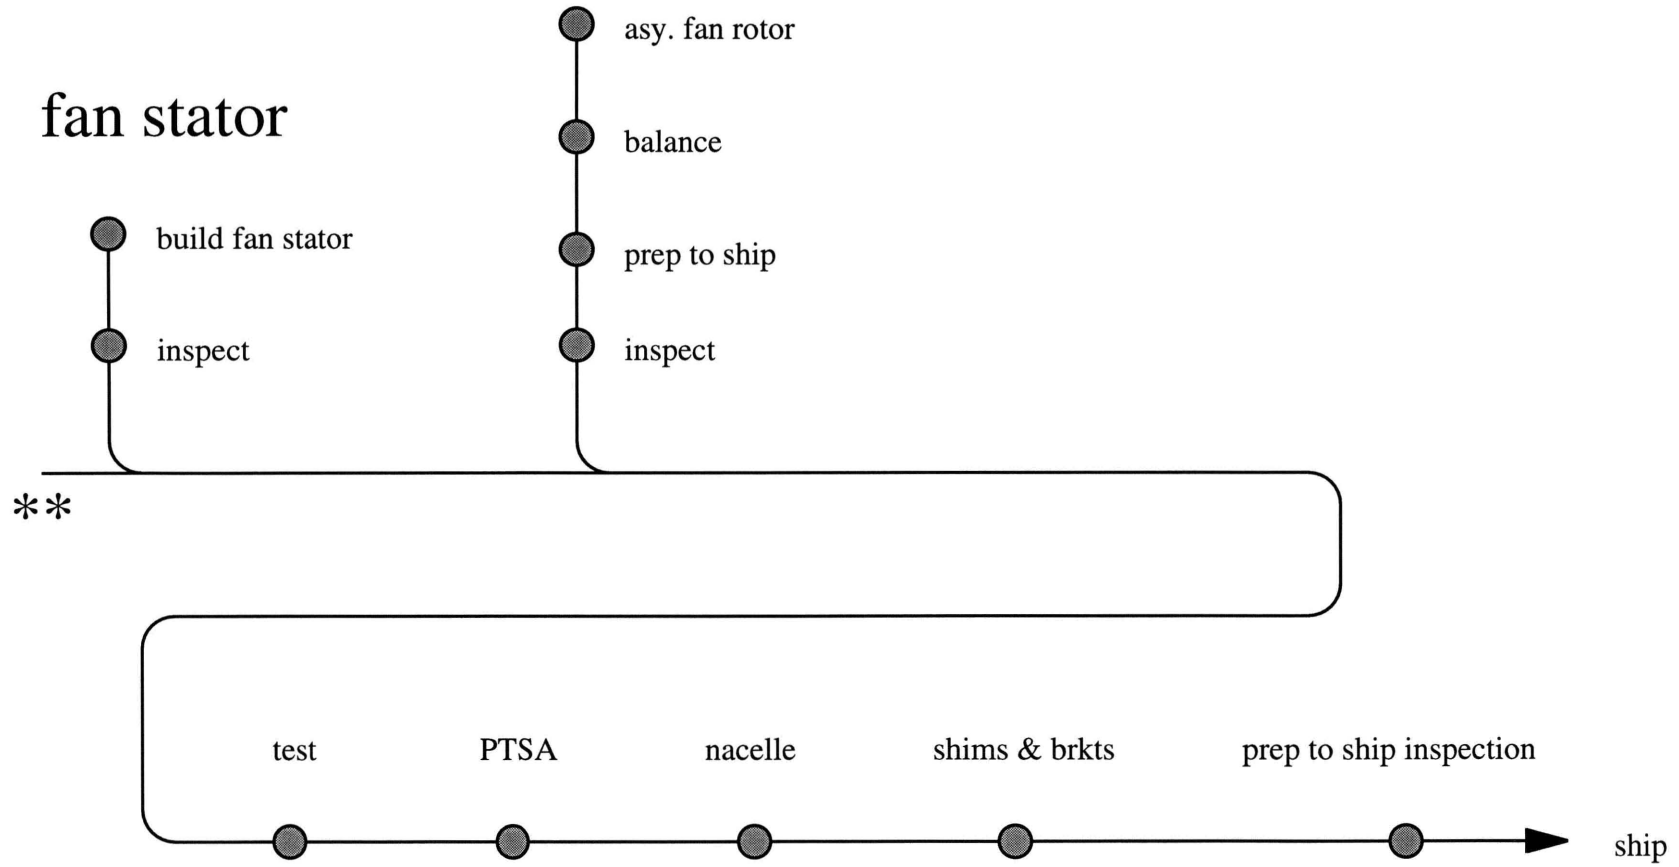 fan stator
build fan stator
inspect
asy. fan rotor
balance
prep to ship
inspect
**
test
PTSA
nacelle
shims & brkts
prep to ship inspection
ship